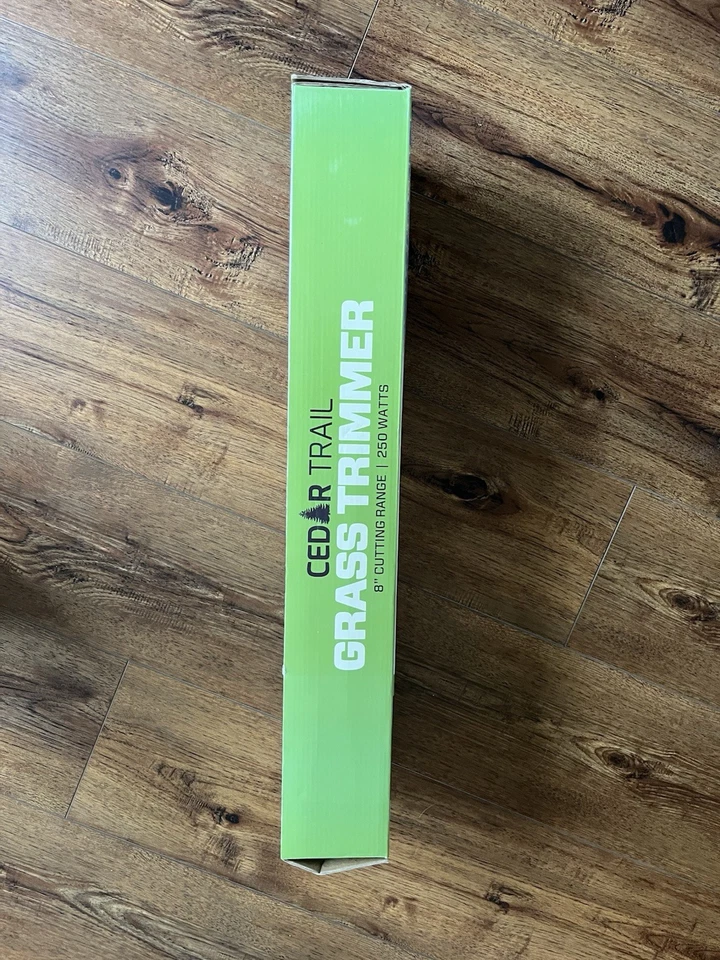 CEDAR TRAIL
GRASS TRIMMER
8" CUTTING RANGE | 250 WATTS